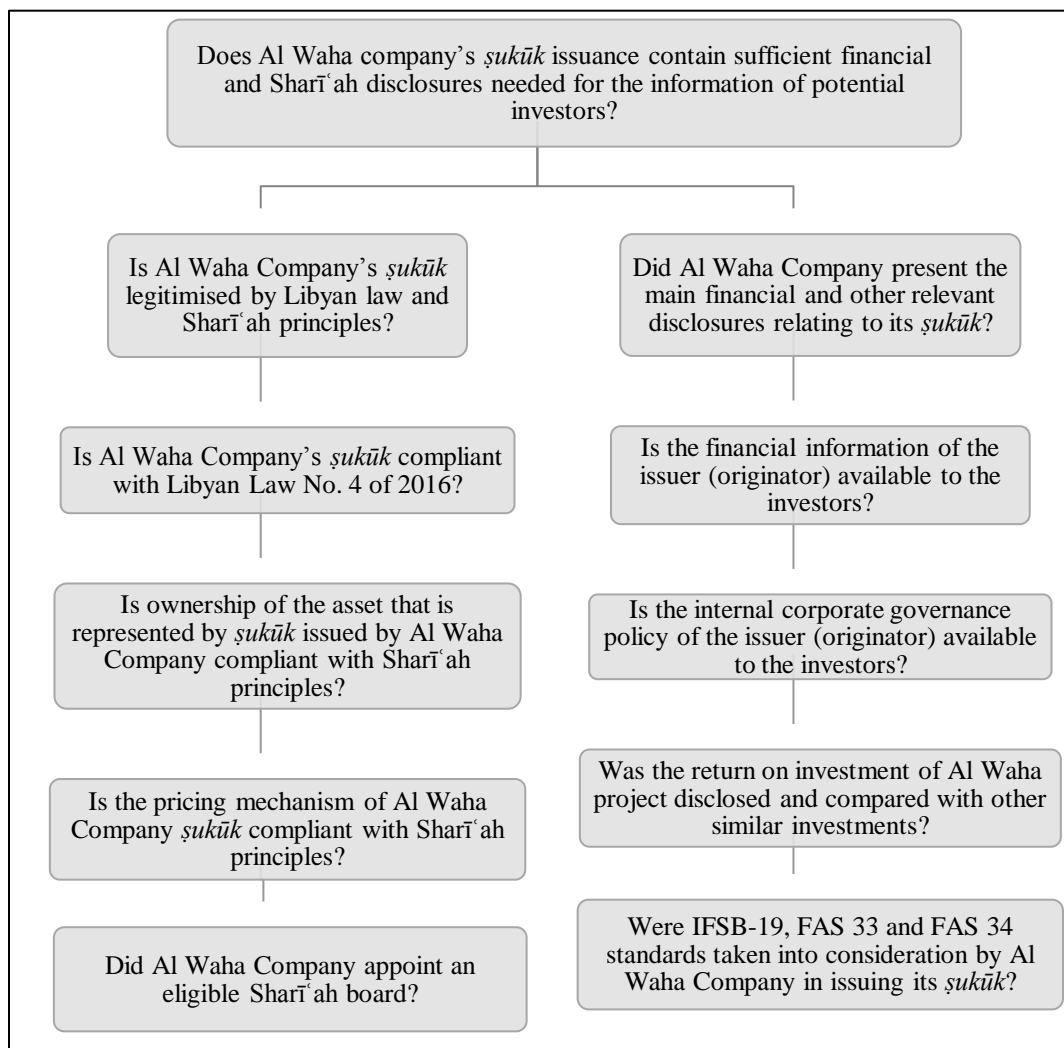 Does Al Waha company’s ṣukūk issuance contain sufficient financial
and Sharīʿah disclosures needed for the information of potential
investors?
Is Al Waha Company’s ṣukūk
legitimised by Libyan law and
Sharīʿah principles?
Is Al Waha Company’s ṣukūk compliant
with Libyan Law No. 4 of 2016?
Is ownership of the asset that is
represented by ṣukūk issued by Al Waha
Company compliant with Sharīʿah
principles?
Is the pricing mechanism of Al Waha
Company ṣukūk compliant with Sharīʿah
principles?
Did Al Waha Company appoint an
eligible Sharīʿah board?
Did Al Waha Company present the
main financial and other relevant
disclosures relating to its ṣukūk?
Is the financial information of the
issuer (originator) available to the
investors?
Is the internal corporate governance
policy of the issuer (originator) available
to the investors?
Was the return on investment of Al Waha
project disclosed and compared with other
similar investments?
Were IFSB-19, FAS 33 and FAS 34
standards taken into consideration by Al
Waha Company in issuing its ṣukūk?